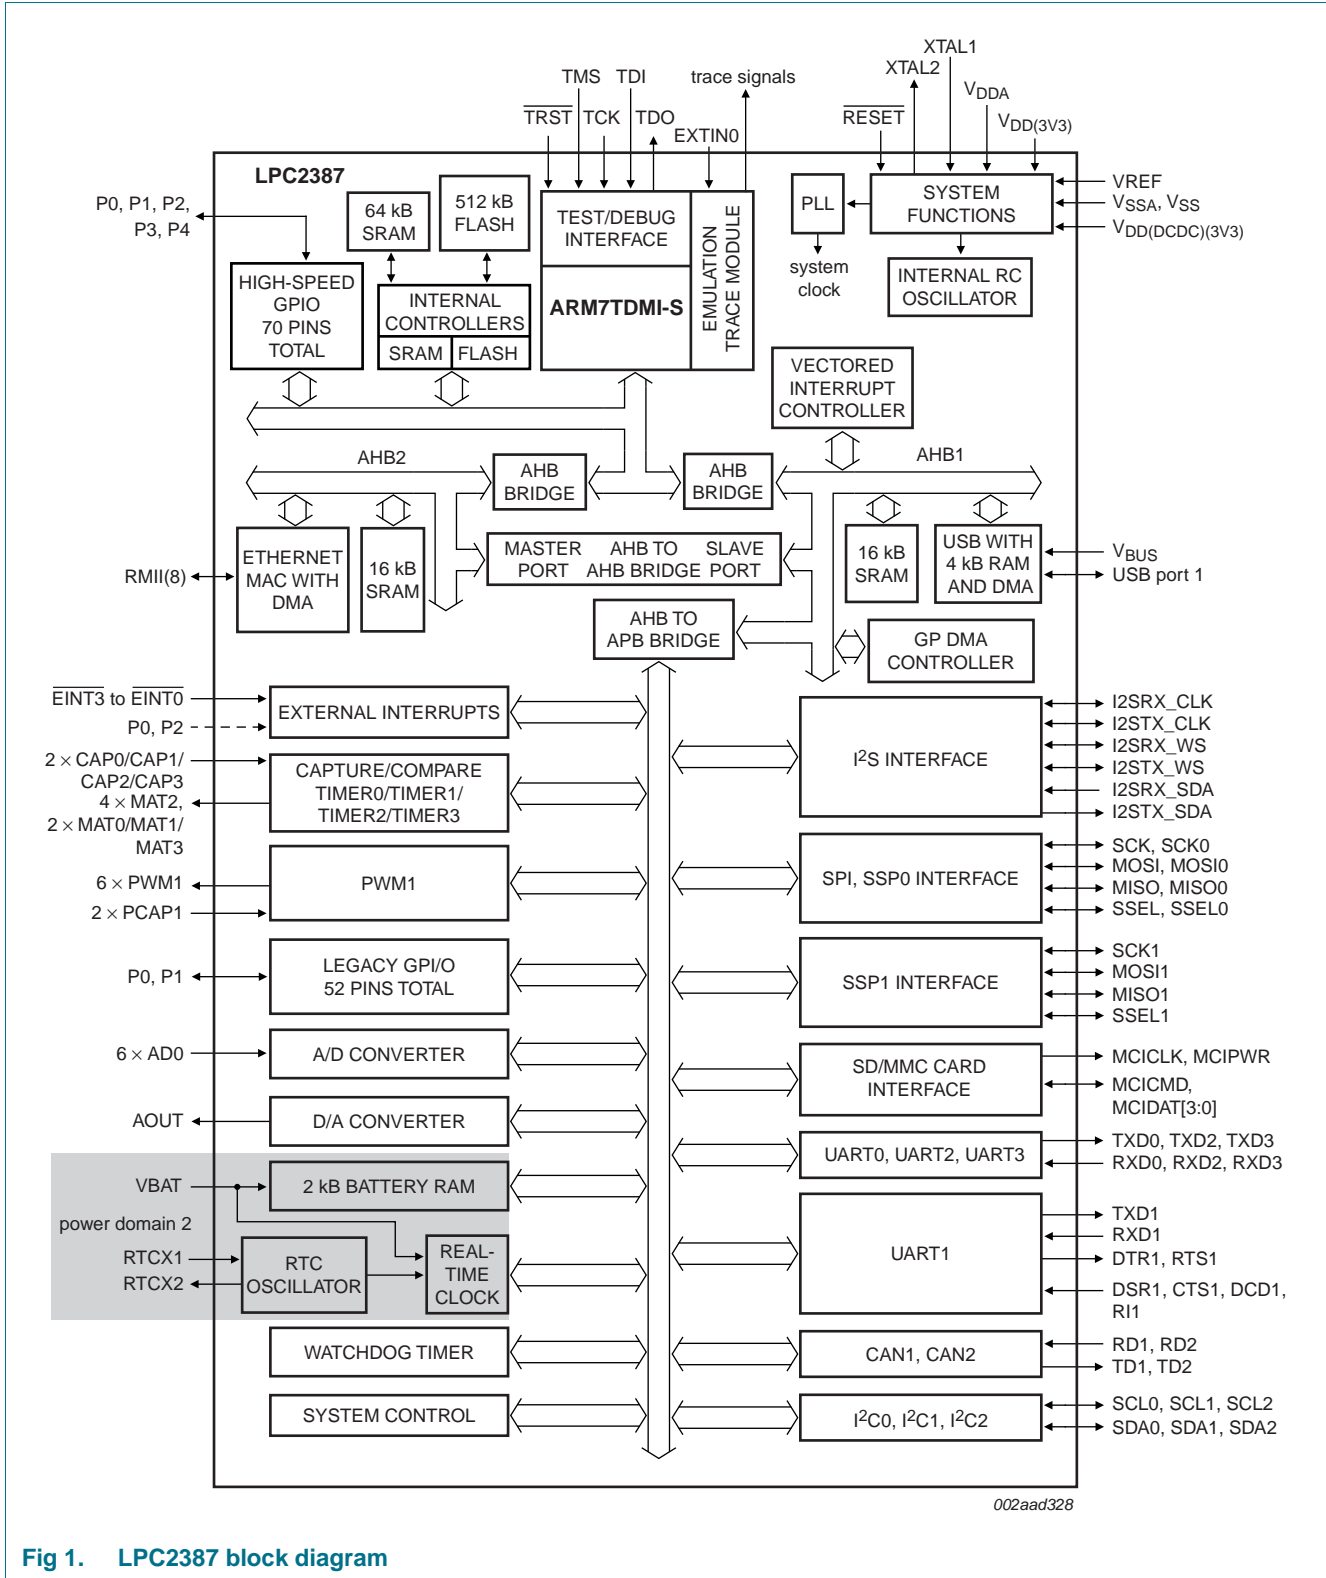 XTAL1
XTAL2
TMS TDI trace signals
VDDA
TRST TCK TDO RESET
VDD(3V3)
EXTIN0
LPC2387
P0, P1, P2,
P3, P4
64 kB
SRAM
512 kB
FLASH
TEST/DEBUG
INTERFACE
EMULATION
TRACE MODULE
PLL
SYSTEM
FUNCTIONS
VREF
VSSA, VSS
VDD(DCDC)(3V3)
system
clock
INTERNAL RC
OSCILLATOR
HIGH-SPEED
GPIO
70 PINS
TOTAL
INTERNAL
CONTROLLERS
SRAM FLASH
ARM7TDMI-S
VECTORED
INTERRUPT
CONTROLLER
AHB2
AHB
BRIDGE
AHB
BRIDGE
AHB1
ETHERNET
MAC WITH
DMA
16 kB
SRAM
MASTER
PORT
AHB TO
AHB BRIDGE
SLAVE
PORT
16 kB
SRAM
USB WITH
4 kB RAM
AND DMA
VBUS
USB port 1
RMII(8)
AHB TO
APB BRIDGE
GP DMA
CONTROLLER
EINT3 to EINT0
P0, P2
EXTERNAL INTERRUPTS
I2S INTERFACE
I2SRX_CLK
I2STX_CLK
I2SRX_WS
I2STX_WS
I2SRX_SDA
I2STX_SDA
2 × CAP0/CAP1/
CAP2/CAP3
4 × MAT2,
2 × MAT0/MAT1/
MAT3
CAPTURE/COMPARE
TIMER0/TIMER1/
TIMER2/TIMER3
SPI, SSP0 INTERFACE
SCK, SCK0
MOSI, MOSI0
MISO, MISO0
SSEL, SSEL0
6 × PWM1
2 × PCAP1
PWM1
P0, P1
LEGACY GPI/O
52 PINS TOTAL
SSP1 INTERFACE
SCK1
MOSI1
MISO1
SSEL1
6 × AD0
A/D CONVERTER
SD/MMC CARD
INTERFACE
MCICLK, MCIPWR
MCICMD,
MCIDAT[3:0]
AOUT
D/A CONVERTER
UART0, UART2, UART3
TXD0, TXD2, TXD3
RXD0, RXD2, RXD3
VBAT
2 kB BATTERY RAM
power domain 2
RTCX1
RTCX2
RTC
OSCILLATOR
REAL-
TIME
CLOCK
UART1
TXD1
RXD1
DTR1, RTS1
DSR1, CTS1, DCD1,
RI1
WATCHDOG TIMER
CAN1, CAN2
RD1, RD2
TD1, TD2
SYSTEM CONTROL
I2C0, I2C1, I2C2
SCL0, SCL1, SCL2
SDA0, SDA1, SDA2
002aad328
Fig 1. LPC2387 block diagram